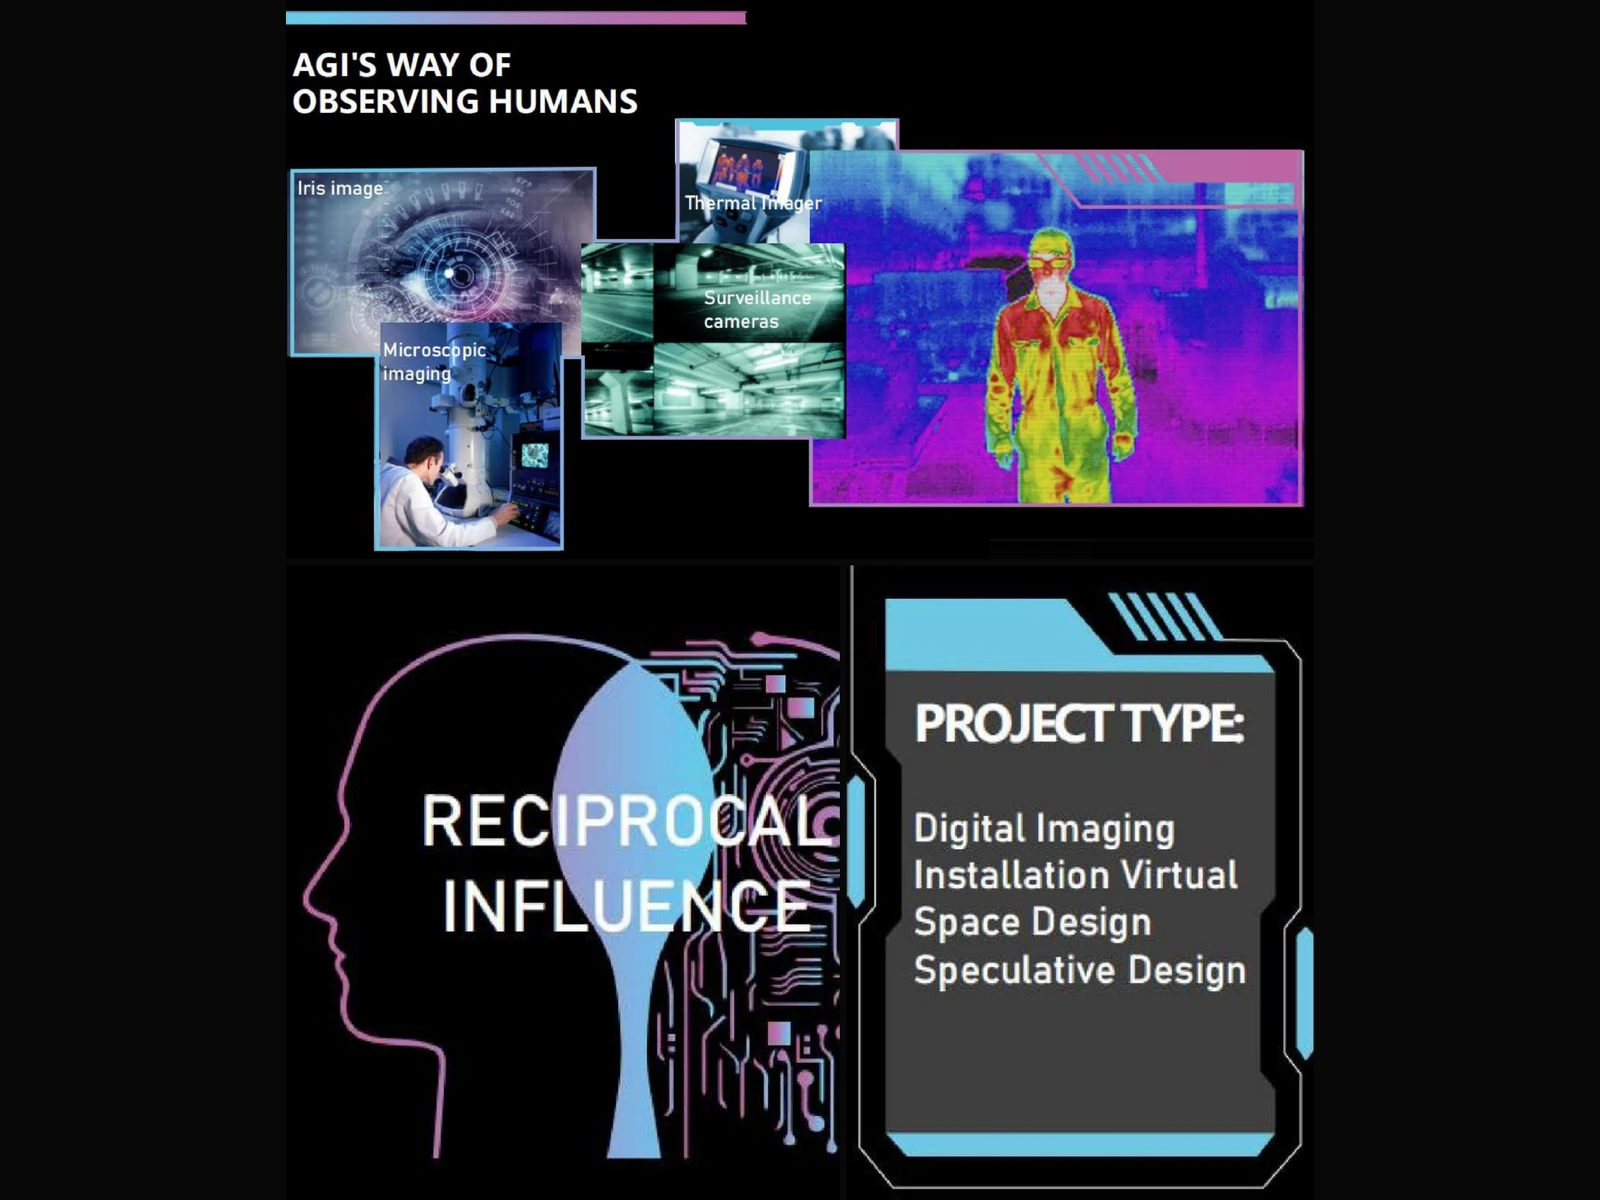 AGI'S WAY OF
OBSERVING HUMANS
Iris image
Thermal Imager
Surveillance
cameras
Microscopic
imaging
RECIPROCAL
INFLUENCE
PROJECT TYPE:
Digital Imaging
Installation Virtual
Space Design
Speculative Design